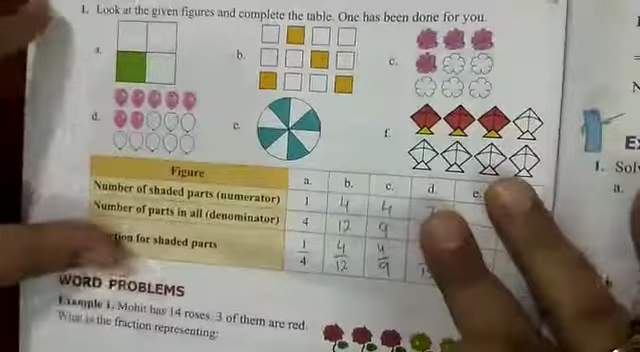 1. Look at the given figures and complete the table. One has been done for you.
a.
b.
c.
d.
e.
f.
Figure a. b. c. d. e.
Number of shaded parts (numerator) 1 4 4 7
Number of parts in all (denominator) 4 12 9
for shaded parts 1/4 4/12 4/9
WORD PROBLEMS
Example 1. Mohit has 14 roses. 3 of them are red.
What is the fraction representing:
1. Sol
a.